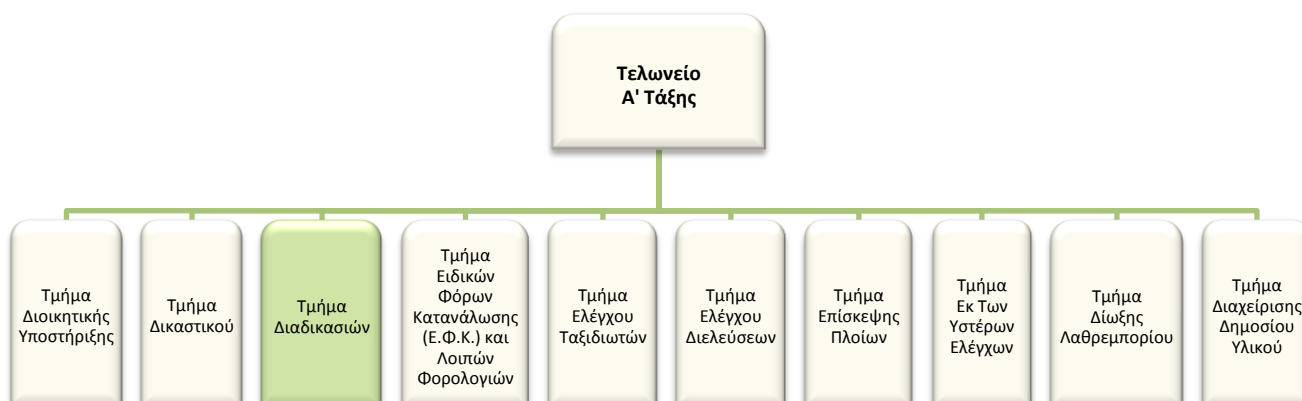 Τελωνείο
Α' Τάξης
Τμήμα
Διοικητικής
Υποστήριξης
Τμήμα
Δικαστικού
Τμήμα
Διαδικασιών
Τμήμα
Ειδικών
Φόρων
Κατανάλωσης
(Ε.Φ.Κ.) και
Λοιπών
Φορολογιών
Τμήμα
Ελέγχου
Ταξιδιωτών
Τμήμα
Ελέγχου
Διελεύσεων
Τμήμα
Επίσκεψης
Πλοίων
Τμήμα
Εκ Των
Υστέρων
Ελέγχων
Τμήμα
Δίωξης
Λαθρεμπορίου
Τμήμα
Διαχείρισης
Δημοσίου
Υλικού